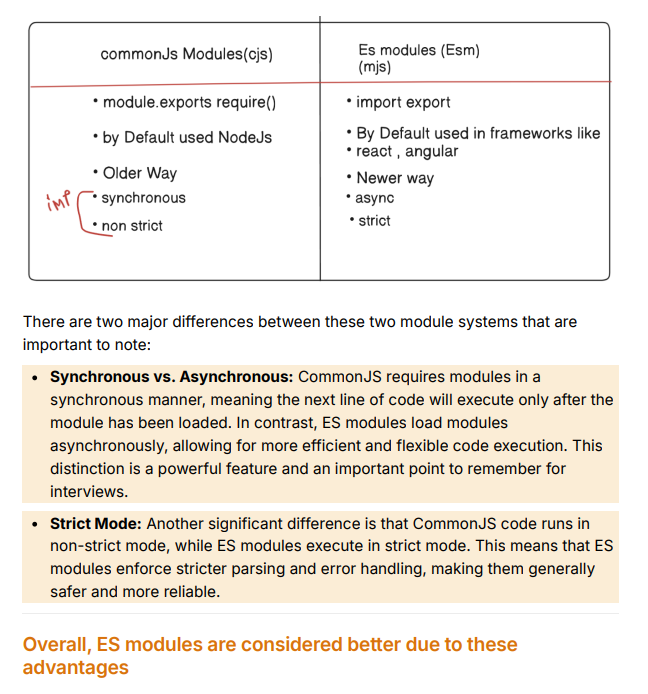 commonJs Modules(cjs)
Es modules (Esm)
(mjs)
• module.exports require()
• by Default used NodeJs
• Older Way
imp
• synchronous
• non strict
• import export
• By Default used in frameworks like
• react , angular
• Newer way
• async
• strict
There are two major differences between these two module systems that are
important to note:
• Synchronous vs. Asynchronous: CommonJS requires modules in a
synchronous manner, meaning the next line of code will execute only after the
module has been loaded. In contrast, ES modules load modules
asynchronously, allowing for more efficient and flexible code execution. This
distinction is a powerful feature and an important point to remember for
interviews.
• Strict Mode: Another significant difference is that CommonJS code runs in
non-strict mode, while ES modules execute in strict mode. This means that ES
modules enforce stricter parsing and error handling, making them generally
safer and more reliable.
Overall, ES modules are considered better due to these
advantages